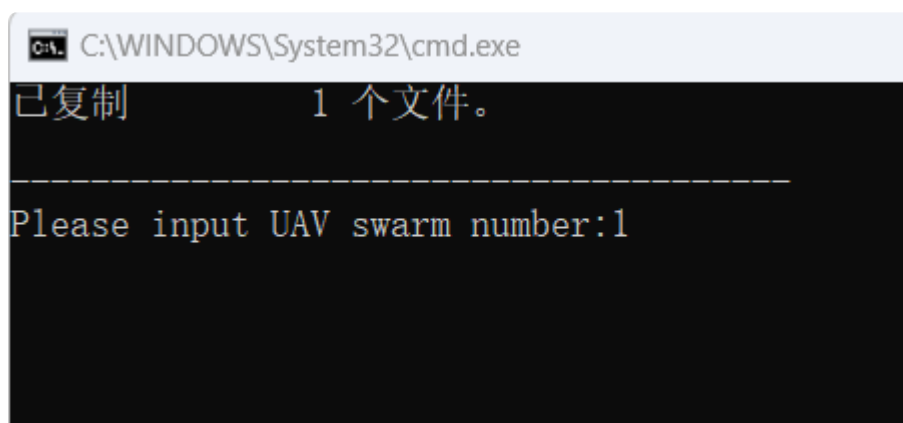 C:\WINDOWS\System32\cmd.exe
已复制         1 个文件。
---------------------------------------
Please input UAV swarm number:1